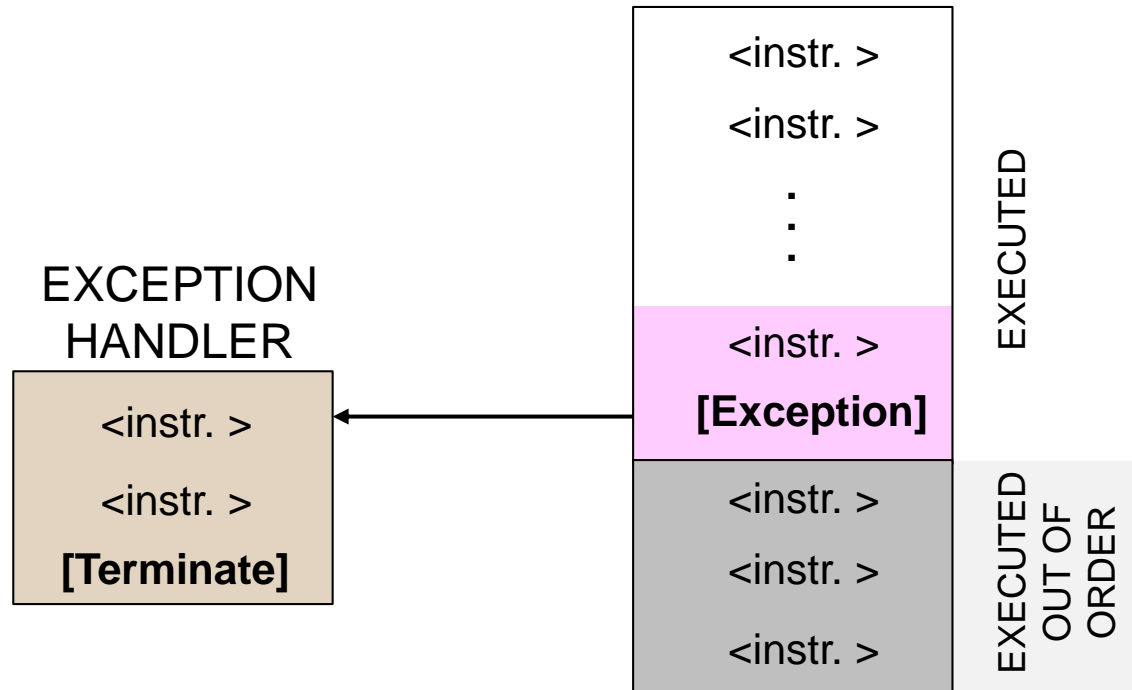 <instr. >
<instr. >
.
.
.
<instr. >
[Exception]
<instr. >
<instr. >
<instr. >
EXECUTED
EXECUTED
OUT OF
ORDER
EXCEPTION
HANDLER
<instr. >
<instr. >
[Terminate]